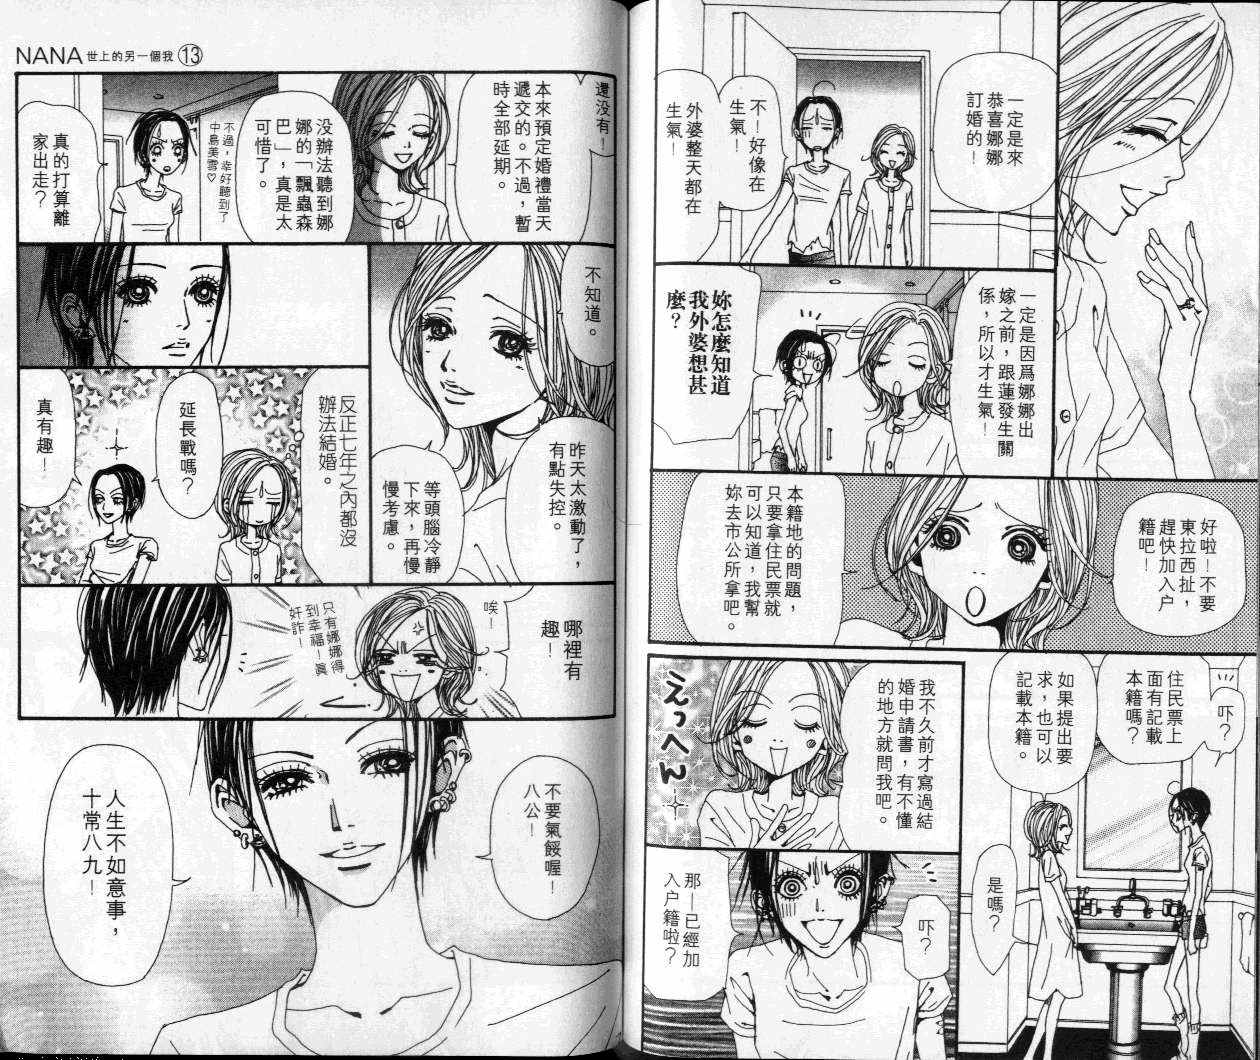 一定是來
恭喜娜娜
訂婚的！
不！好像在
生氣！
外婆整天都在
生氣！
一定是因爲娜娜出
嫁之前，跟蓮發生關
係，所以才生氣！
妳怎麼知道
我外婆想甚
麼？
好啦！不要
東拉西扯，
趕快加入户
籍吧！
本籍地的問題，
只要拿住民票就
可以知道，我幫
妳去市公所拿吧。
吓？
住民票上
面有記載
本籍嗎？
如果提出要
求，也可以
記載本籍。
是嗎？
我不久前才寫過結
婚申請書，有不懂
的地方就問我吧。
えっへん
吓？
那—已經加
入户籍啦？
NANA世上的另一個我⑬
還没有！
本來預定婚禮當天
遞交的。不過，暫
時全部延期。
没辦法聽到娜
娜的「飄蟲森
巴」，真是太
可惜了。
不過，幸好聽到了
中島美雪♡
真的打算離
家出走？
不知道。
昨天太激動了，
有點失控。
等頭腦冷靜
下來，再慢
慢考慮。
反正七年之內都沒
辦法結婚。
延長戰嗎？
真有趣！
唉！
哪裡有
趣！
只有娜娜得
到幸福！真
奸詐！
不要氣餒喔！
八公！
人生不如意事，
十常八九！